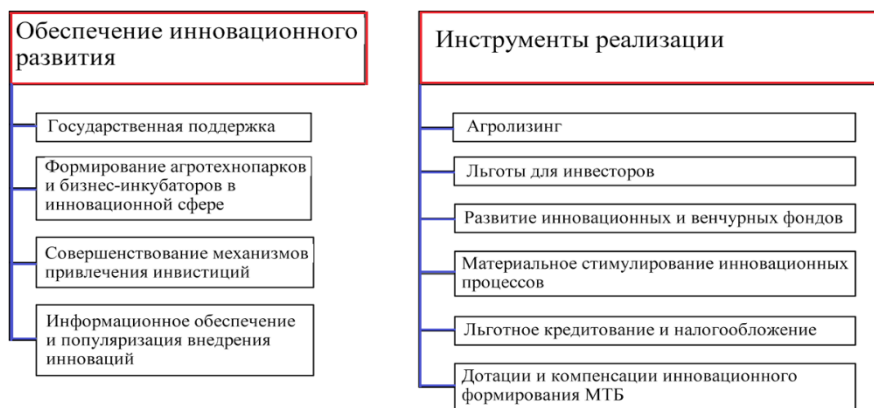 Обеспечение инновационного
развития
Государственная поддержка
Формирование агротехнопарков
и бизнес-инкубаторов в
инновационной сфере
Совершенствование механизмов
привлечения инвистиций
Информационное обеспечение
и популяризация внедрения
инноваций
Инструменты реализации
Агролизинг
Льготы для инвесторов
Развитие инновационных и венчурных фондов
Материальное стимулирование инновационных
процессов
Льготное кредитование и налогообложение
Дотации и компенсации инновационного
формирования МТБ